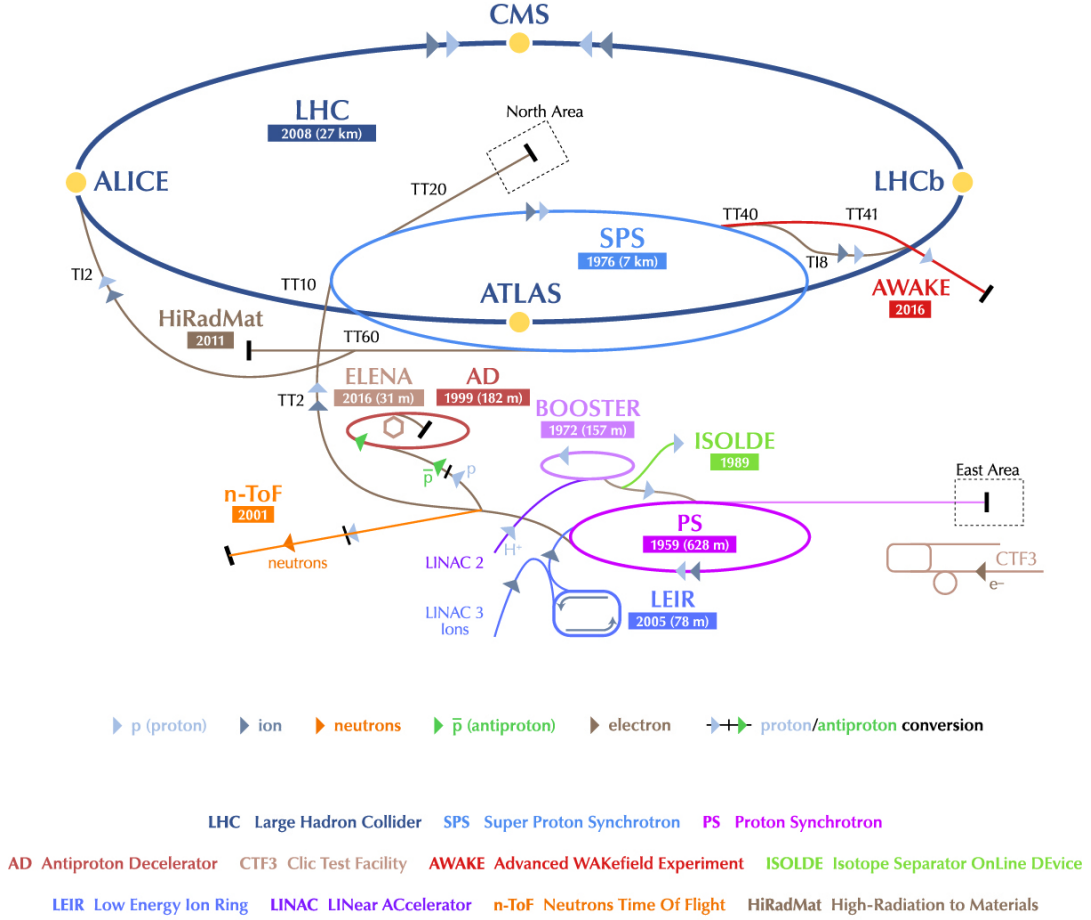 CMS
LHC
2008 (27 km)
North Area
ALICE
LHCb
TT20
TT40
TT41
SPS
1976 (7 km)
TI2
TI8
TT10
ATLAS
AWAKE
2016
HiRadMat
2011
TT60
ELENA
2016 (31 m)
AD
1999 (182 m)
TT2
BOOSTER
1972 (157 m)
ISOLDE
1989
p̅
p
East Area
n-ToF
2001
PS
1959 (628 m)
neutrons
LINAC 2
H⁺
CTF3
e–
LEIR
2005 (78 m)
LINAC 3
Ions
p (proton)
ion
neutrons
p̅ (antiproton)
electron
proton/antiproton conversion
LHC Large Hadron Collider SPS Super Proton Synchrotron PS Proton Synchrotron
AD Antiproton Decelerator CTF3 Clic Test Facility AWAKE Advanced WAKefield Experiment ISOLDE Isotope Separator OnLine DEvice
LEIR Low Energy Ion Ring LINAC LINear ACcelerator n-ToF Neutrons Time Of Flight HiRadMat High-Radiation to Materials